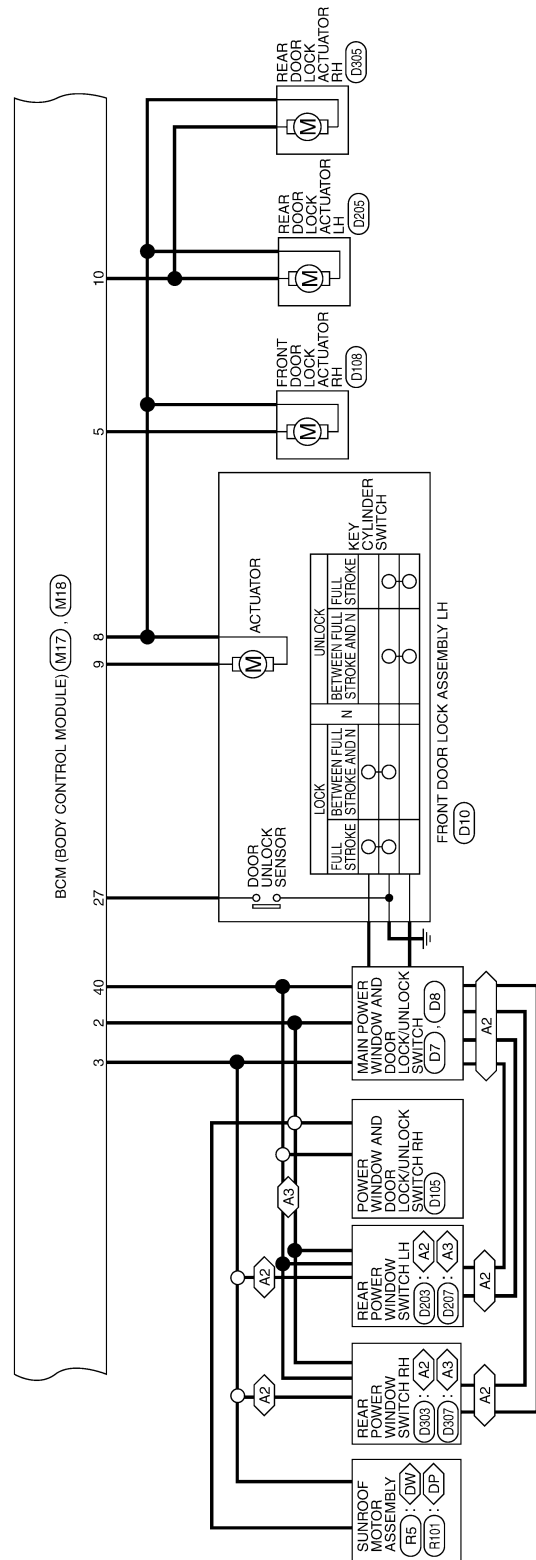 BCM (BODY CONTROL MODULE) M17 , M18
3
2
40
27
9
8
5
10
DOOR
UNLOCK
SENSOR
M
ACTUATOR
LOCK
UNLOCK
FULL
STROKE
BETWEEN FULL
STROKE AND N
N
BETWEEN FULL
STROKE AND N
FULL
STROKE
KEY
CYLINDER
SWITCH
FRONT DOOR LOCK ASSEMBLY LH
D10
M
FRONT
DOOR
LOCK
ACTUATOR
RH
D108
M
REAR
DOOR
LOCK
ACTUATOR
LH
D205
M
REAR
DOOR
LOCK
ACTUATOR
RH
D305
A2
A2
A3
SUNROOF
MOTOR
ASSEMBLY
R5 : DW
R101 : DP
REAR
POWER
WINDOW
SWITCH RH
D303 : A2
D307 : A3
REAR
POWER
WINDOW
SWITCH LH
D203 : A2
D207 : A3
POWER
WINDOW AND
DOOR
LOCK/UNLOCK
SWITCH RH
D105
MAIN POWER
WINDOW AND
DOOR
LOCK/UNLOCK
SWITCH
D7 , D8
A2
A2
A2